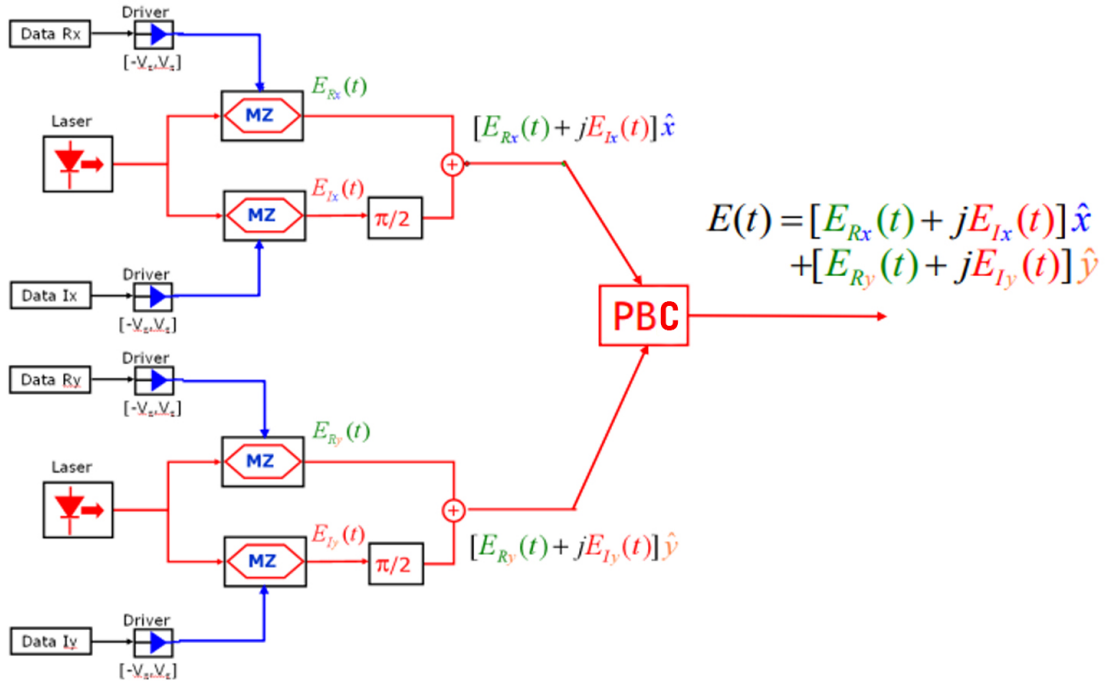 Driver
Data Rx
[-Vπ,Vπ]
E_Rx(t)
MZ
Laser
[E_Rx(t) + jE_Ix(t)]x̂
E_Ix(t)
MZ
π/2
Driver
Data Ix
[-Vπ,Vπ]
E(t) = [E_Rx(t) + jE_Ix(t)]x̂
+[E_Ry(t) + jE_Iy(t)]ŷ
PBC
Driver
Data Ry
[-Vπ,Vπ]
E_Ry(t)
MZ
Laser
E_Iy(t)
[E_Ry(t) + jE_Iy(t)]ŷ
MZ
π/2
Driver
Data Iy
[-Vπ,Vπ]